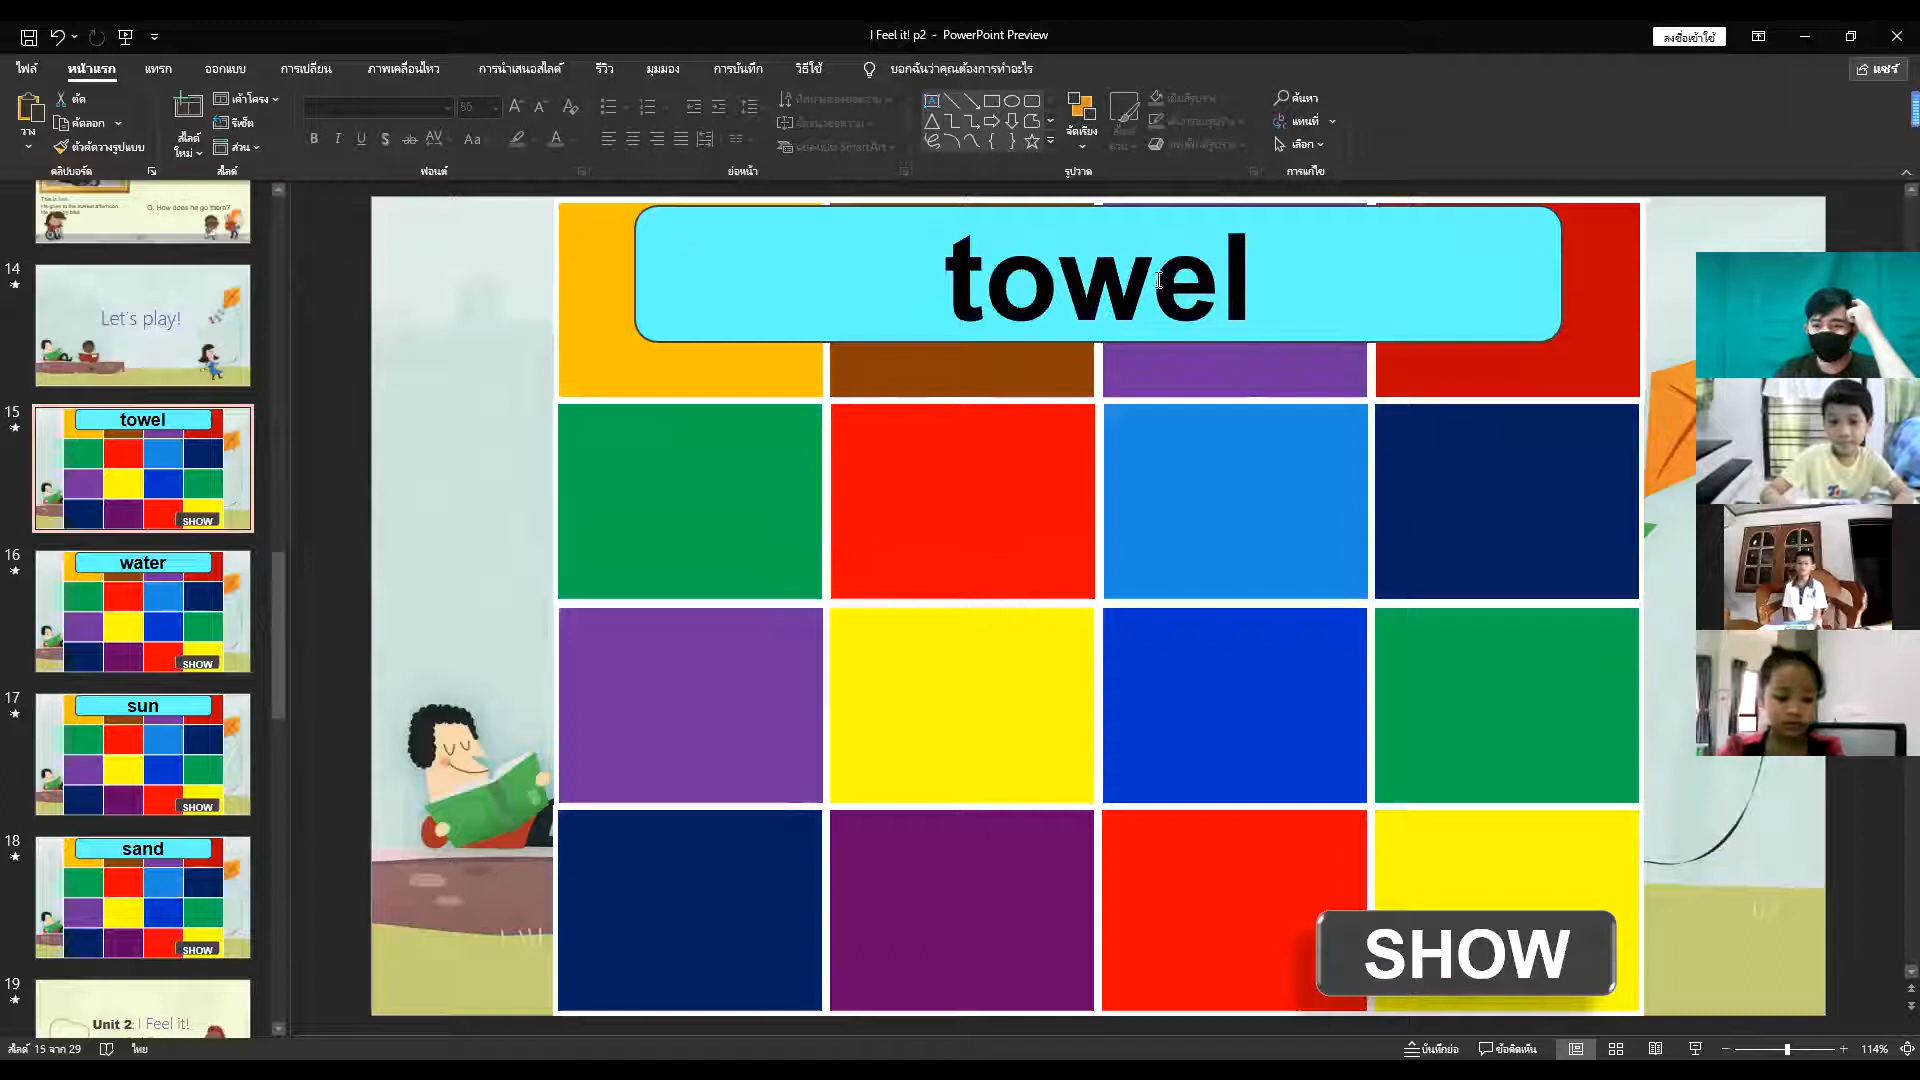 I Feel it! p2 - PowerPoint Preview
ลงชื่อเข้าใช้
ไฟล์ หน้าแรก แทรก ออกแบบ การเปลี่ยน ภาพเคลื่อนไหว การนำเสนอสไลด์ รีวิว มุมมอง การบันทึก วิธีใช้ บอกฉันว่าคุณต้องการทำอะไร แชร์
วาง
ตัด
คัดลอก
ตัวคัดวางรูปแบบ
คลิปบอร์ด
สไลด์
ใหม่
เค้าโครง
รีเซ็ต
ส่วน
สไลด์
ฟอนต์
ย่อหน้า
จัดเรียง
รูปวาด
ค้นหา
แทนที่
เลือก
การแก้ไข
Q: How does he go there?
14
Let's play!
15
towel
SHOW
16
water
SHOW
17
sun
SHOW
18
sand
SHOW
19
Unit 2: I Feel it!
towel
SHOW
สไลด์ 15 จาก 29
ไทย
บันทึกย่อ
ข้อคิดเห็น
114%